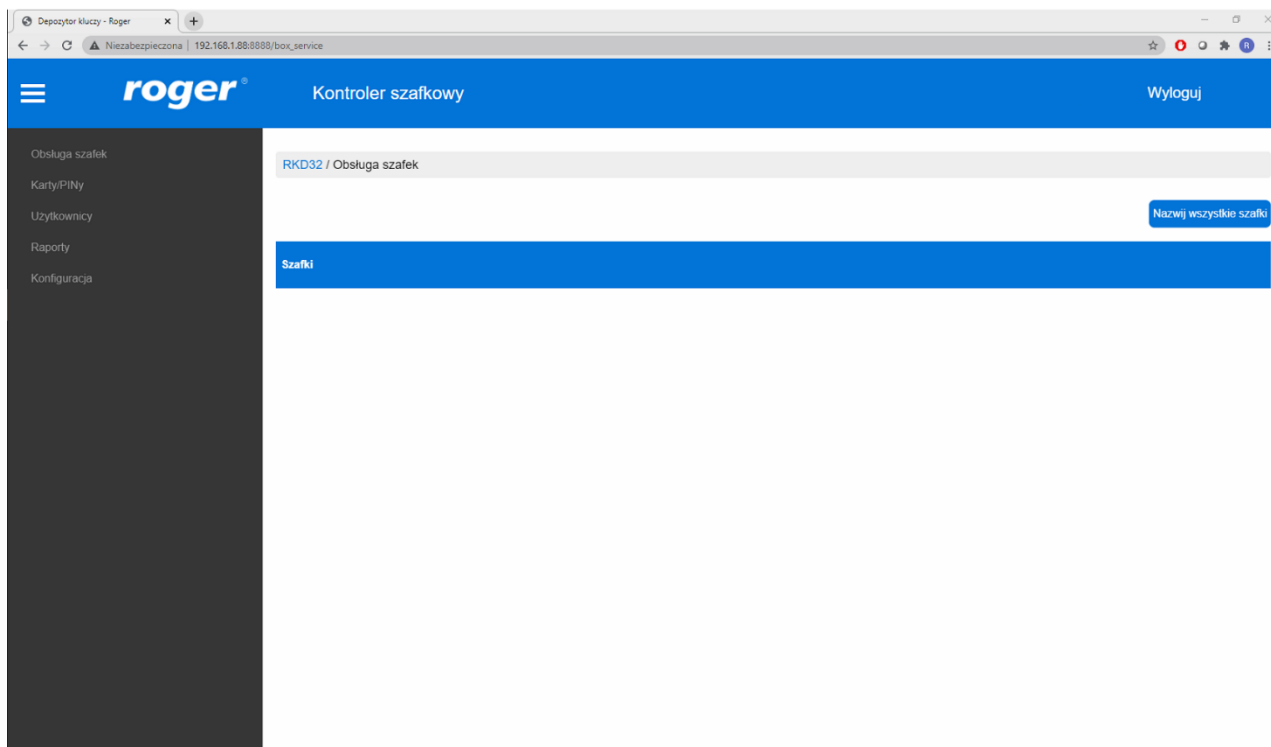 Depozytor kluczy - Roger
Niezabezpieczona | 192.168.1.88:8888/box_service
R
roger®
Kontroler szafkowy
Wyloguj
Obsługa szafek
Karty/PINy
Użytkownicy
Raporty
Konfiguracja
RKD32 / Obsługa szafek
Nazwij wszystkie szafki
Szafki